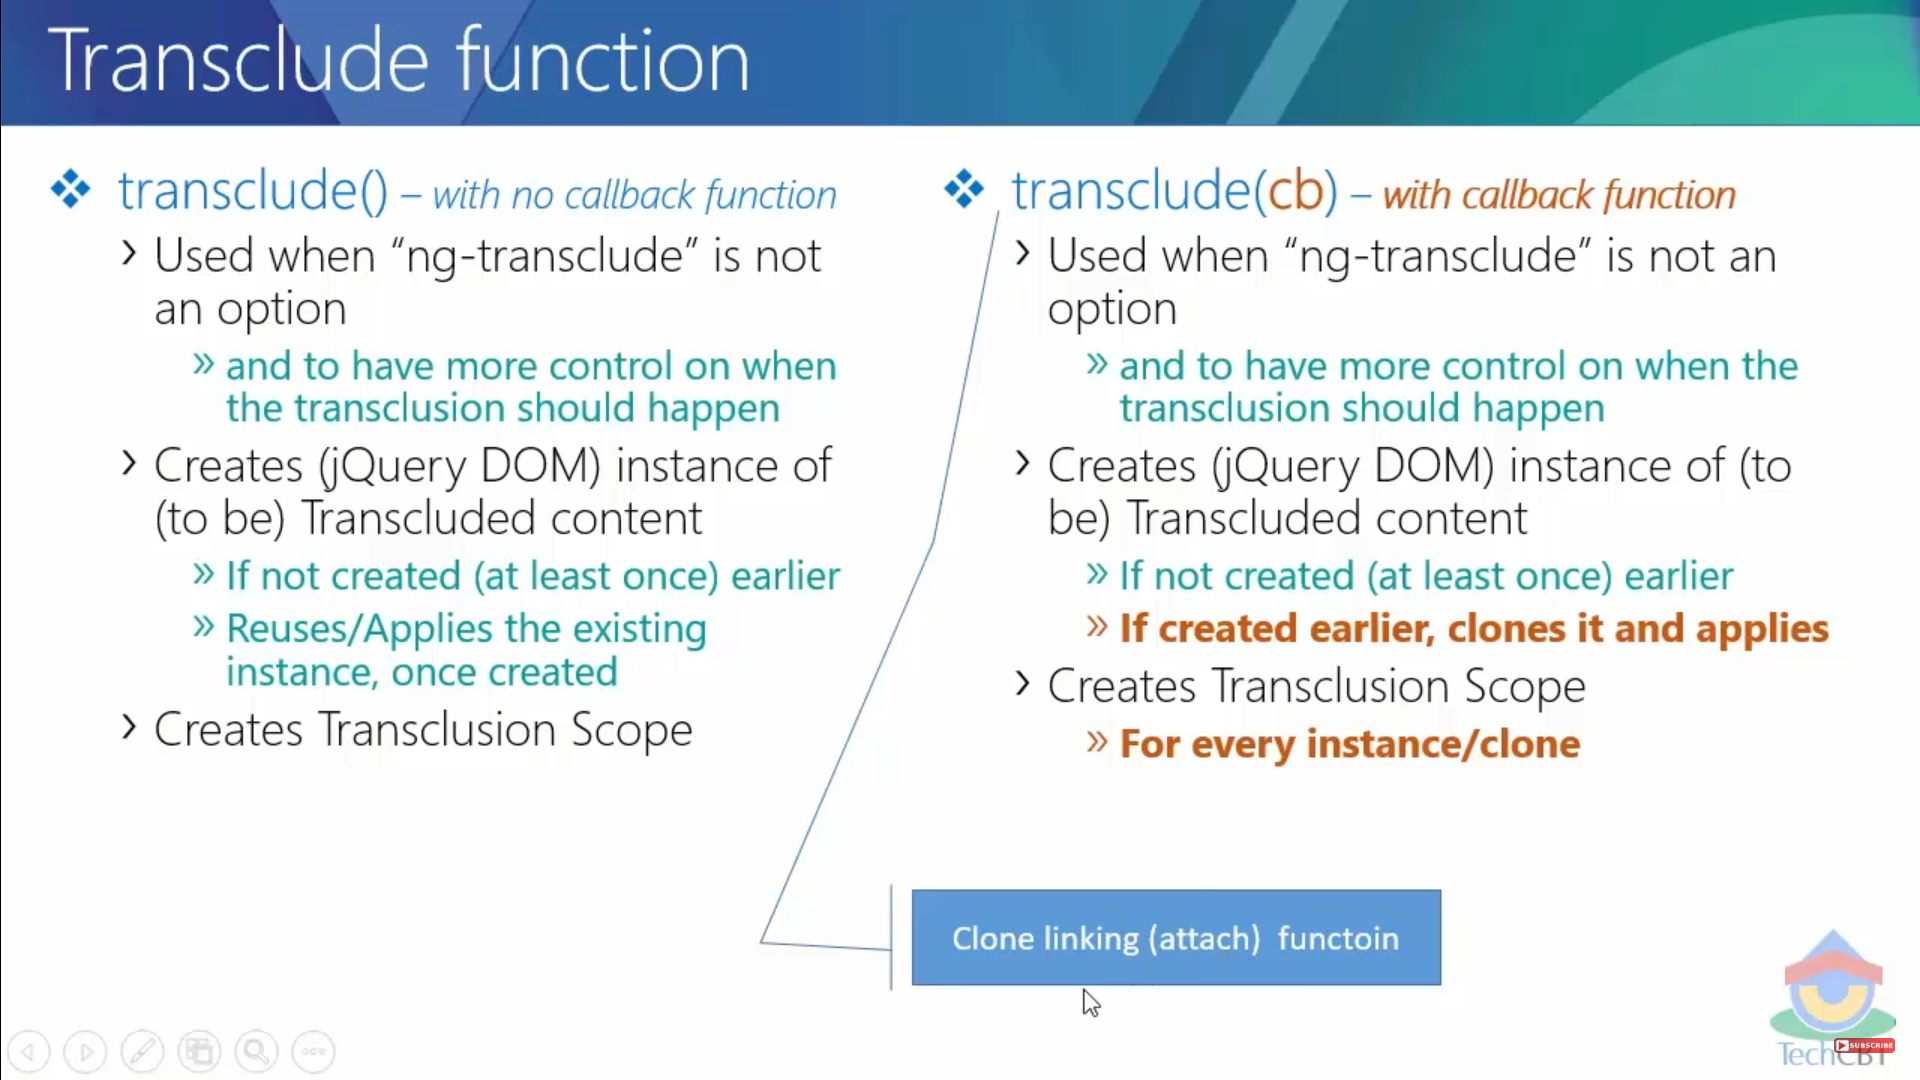 Transclude function
transclude() – with no callback function
Used when “ng-transclude” is not
an option
and to have more control on when
the transclusion should happen
Creates (jQuery DOM) instance of
(to be) Transcluded content
If not created (at least once) earlier
Reuses/Applies the existing
instance, once created
Creates Transclusion Scope
transclude(cb) – with callback function
Used when “ng-transclude” is not an
option
and to have more control on when the
transclusion should happen
Creates (jQuery DOM) instance of (to
be) Transcluded content
If not created (at least once) earlier
If created earlier, clones it and applies
Creates Transclusion Scope
For every instance/clone
Clone linking (attach) functoin
TechCBT
SUBSCRIBE